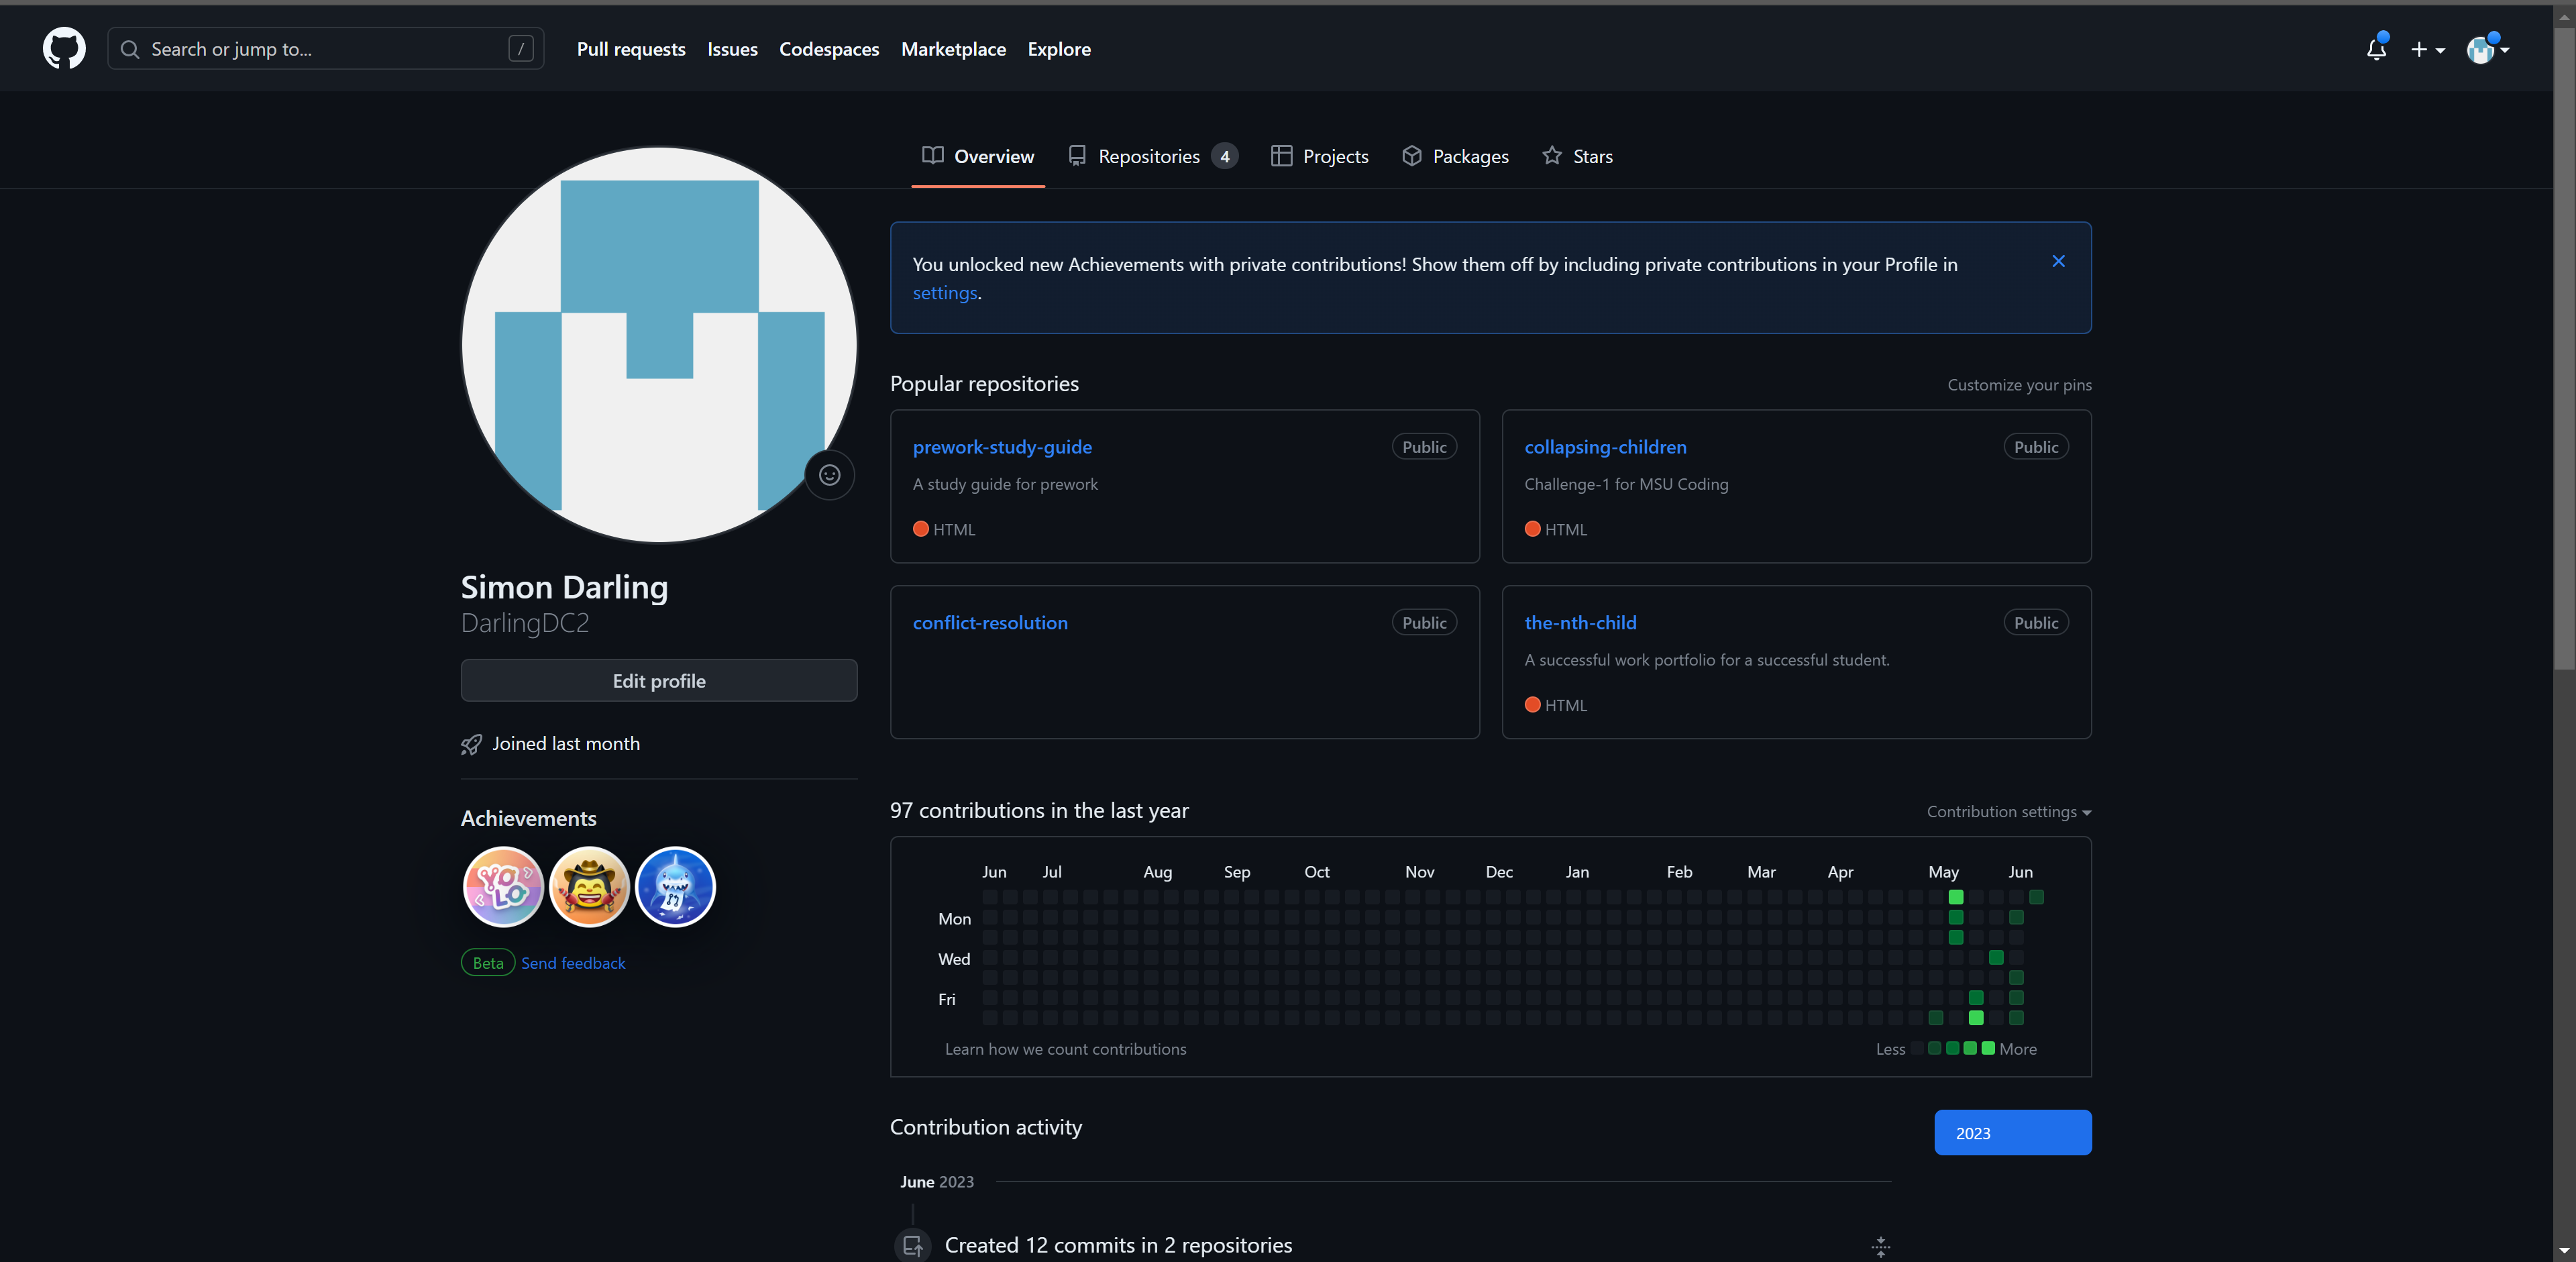 Search or jump to... /
Pull requests Issues Codespaces Marketplace Explore
Overview Repositories 4 Projects Packages Stars
You unlocked new Achievements with private contributions! Show them off by including private contributions in your Profile in
settings.
Popular repositories
Customize your pins
prework-study-guide Public
A study guide for prework
HTML
collapsing-children Public
Challenge-1 for MSU Coding
HTML
conflict-resolution Public
the-nth-child Public
A successful work portfolio for a successful student.
HTML
Simon Darling
DarlingDC2
Edit profile
Joined last month
Achievements
YOLO
Beta Send feedback
97 contributions in the last year
Contribution settings
Jun Jul Aug Sep Oct Nov Dec Jan Feb Mar Apr May Jun
Mon
Wed
Fri
Learn how we count contributions
Less More
Contribution activity
2023
June 2023
Created 12 commits in 2 repositories